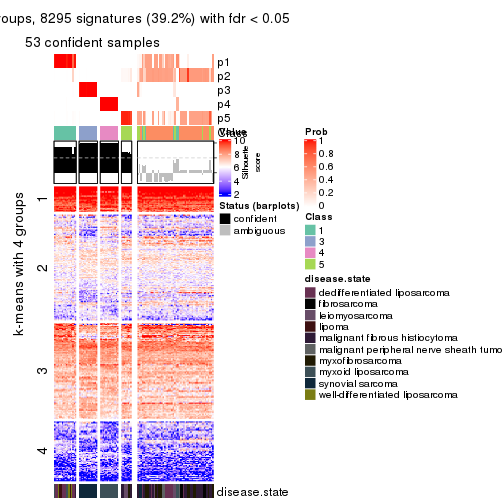 oups, 8295 signatures (39.2%) with fdr < 0.05
53 confident samples
p1
p2
p3
p4
p5
Class
Value
10
8
6
4
2
Silhouette
score
Status (barplots)
confident
ambiguous
Prob
1
0.8
0.6
0.4
0.2
0
Class
1
3
4
5
disease.state
dedifferentiated liposarcoma
fibrosarcoma
leiomyosarcoma
lipoma
malignant fibrous histiocytoma
malignant peripheral nerve sheath tumo
myxofibrosarcoma
myxoid liposarcoma
synovial sarcoma
well-differentiated liposarcoma
k-means with 4 groups
1
2
3
4
disease.state